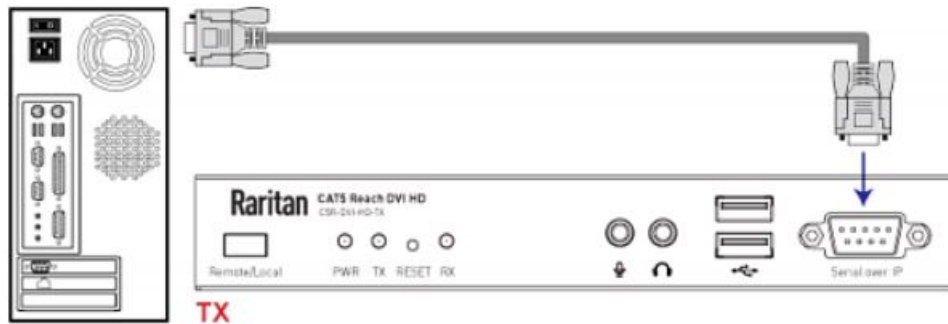 Raritan CAT5 Reach DVI HD
CSR-DVI-HD-TX
Remote/Local PWR TX RESET RX Serial over IP
TX